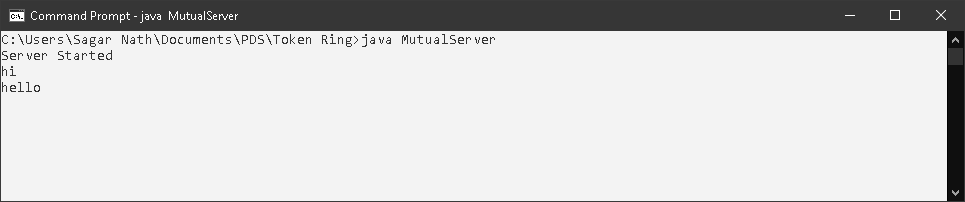 Command Prompt - java  MutualServer
C:\Users\Sagar Nath\Documents\PDS\Token Ring>java MutualServer
Server Started
hi
hello